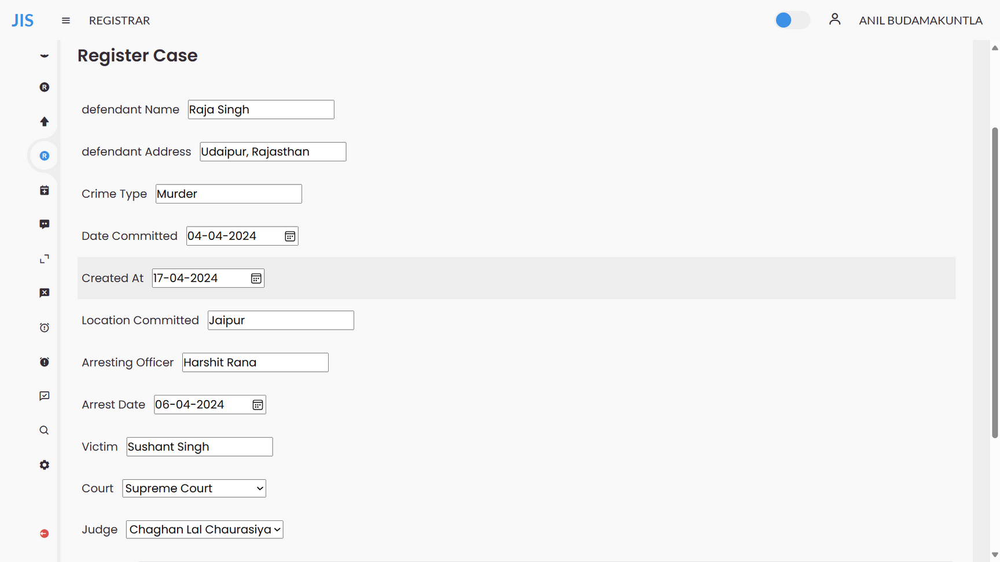 JIS REGISTRAR ANIL BUDAMAKUNTLA
Register Case
defendant Name Raja Singh
defendant Address Udaipur, Rajasthan
Crime Type Murder
Date Committed 04-04-2024
Created At 17-04-2024
Location Committed Jaipur
Arresting Officer Harshit Rana
Arrest Date 06-04-2024
Victim Sushant Singh
Court Supreme Court
Judge Chaghan Lal Chaurasiya